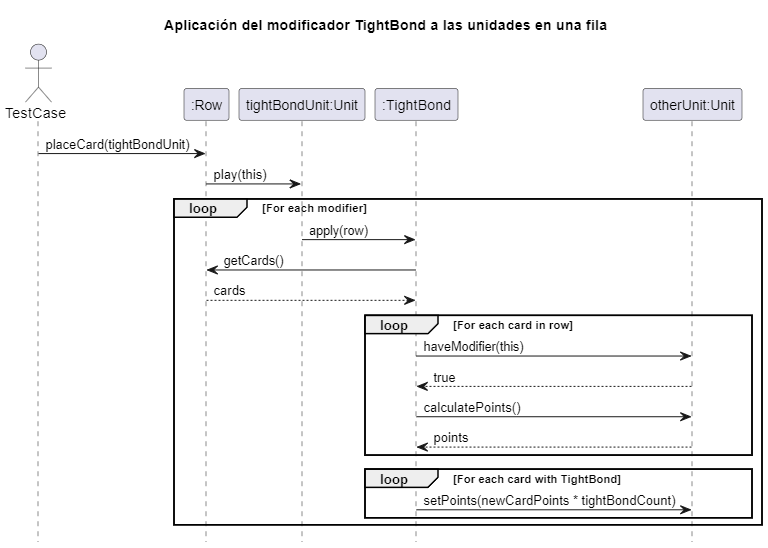 Aplicación del modificador TightBond a las unidades en una fila
TestCase
:Row
tightBondUnit:Unit
:TightBond
otherUnit:Unit
placeCard(tightBondUnit)
play(this)
loop [For each modifier]
apply(row)
getCards()
cards
loop [For each card in row]
haveModifier(this)
true
calculatePoints()
points
loop [For each card with TightBond]
setPoints(newCardPoints * tightBondCount)